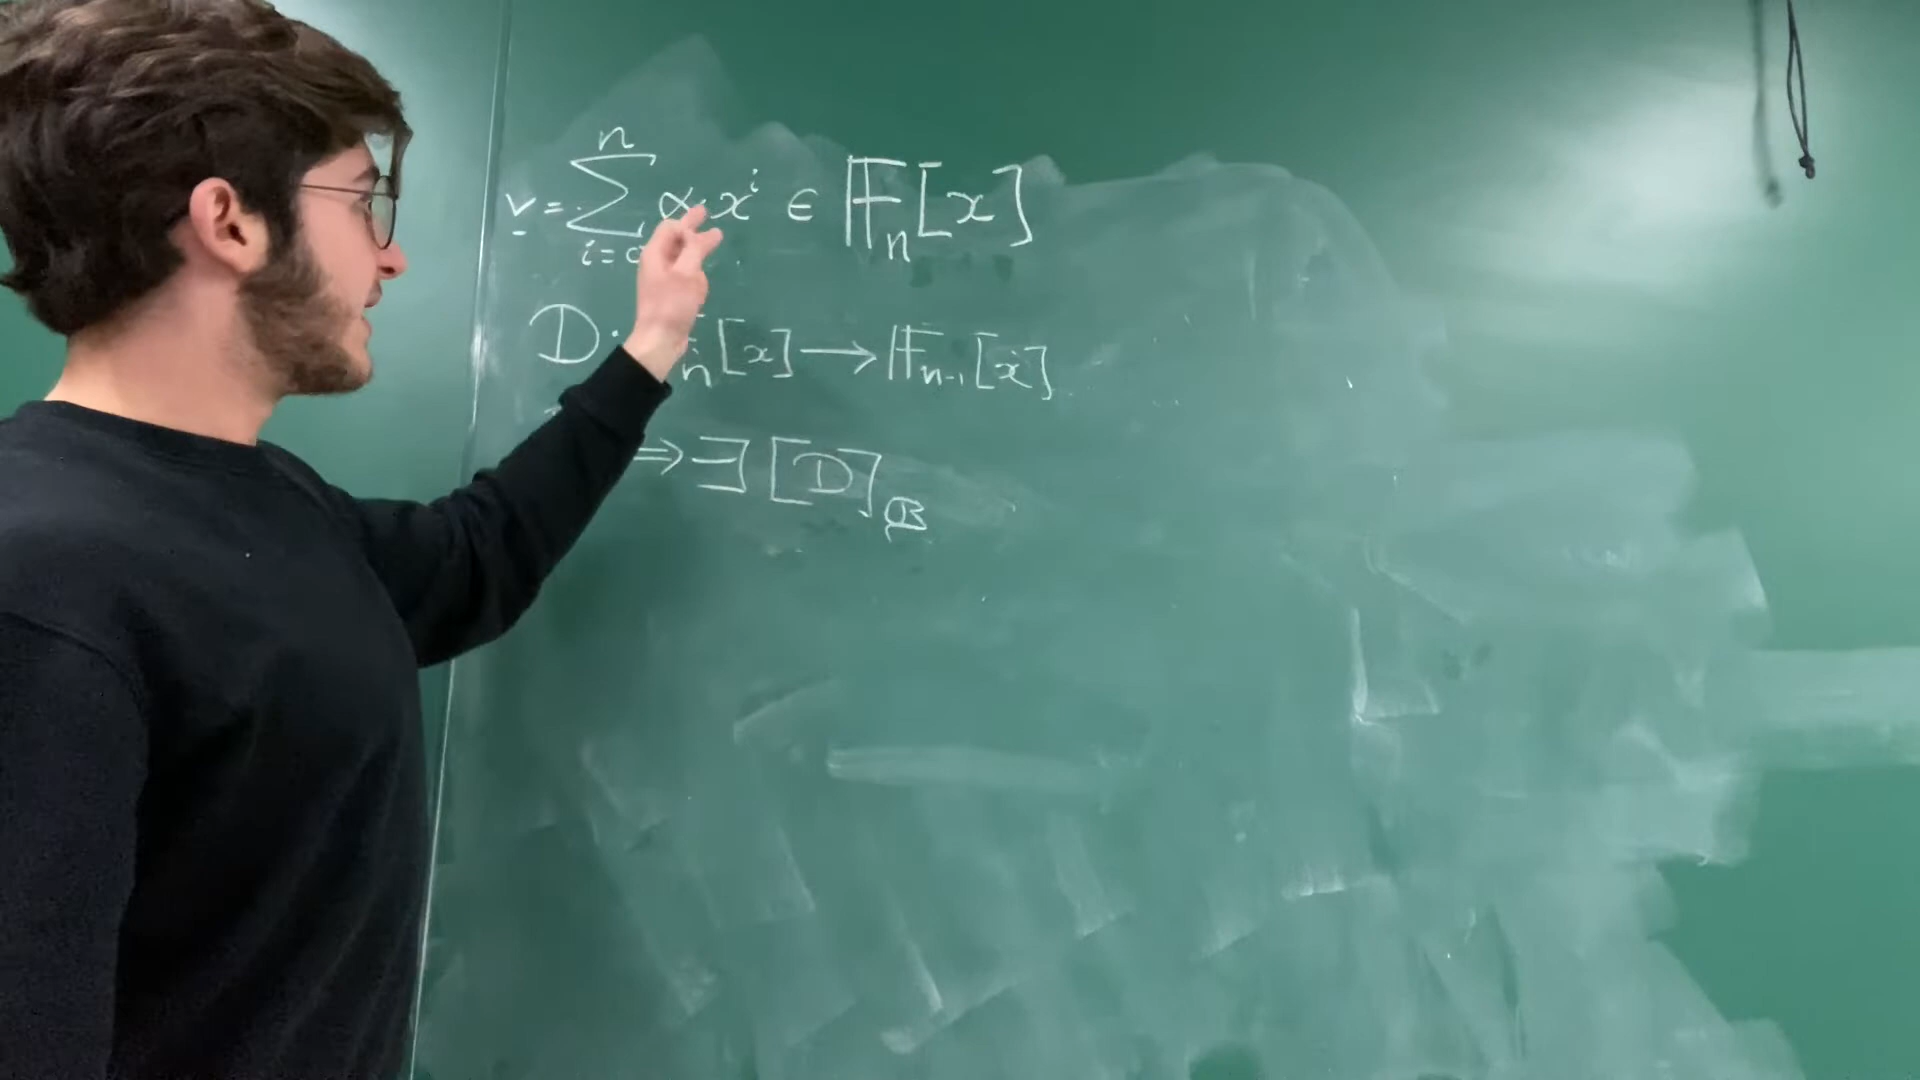 v = ∑_{i=0}^{n} α_i x^i ∈ 𝔽_n[x]
D: 𝔽_n[x] → 𝔽_{n-1}[x]
⇒ ∃ [D]_B